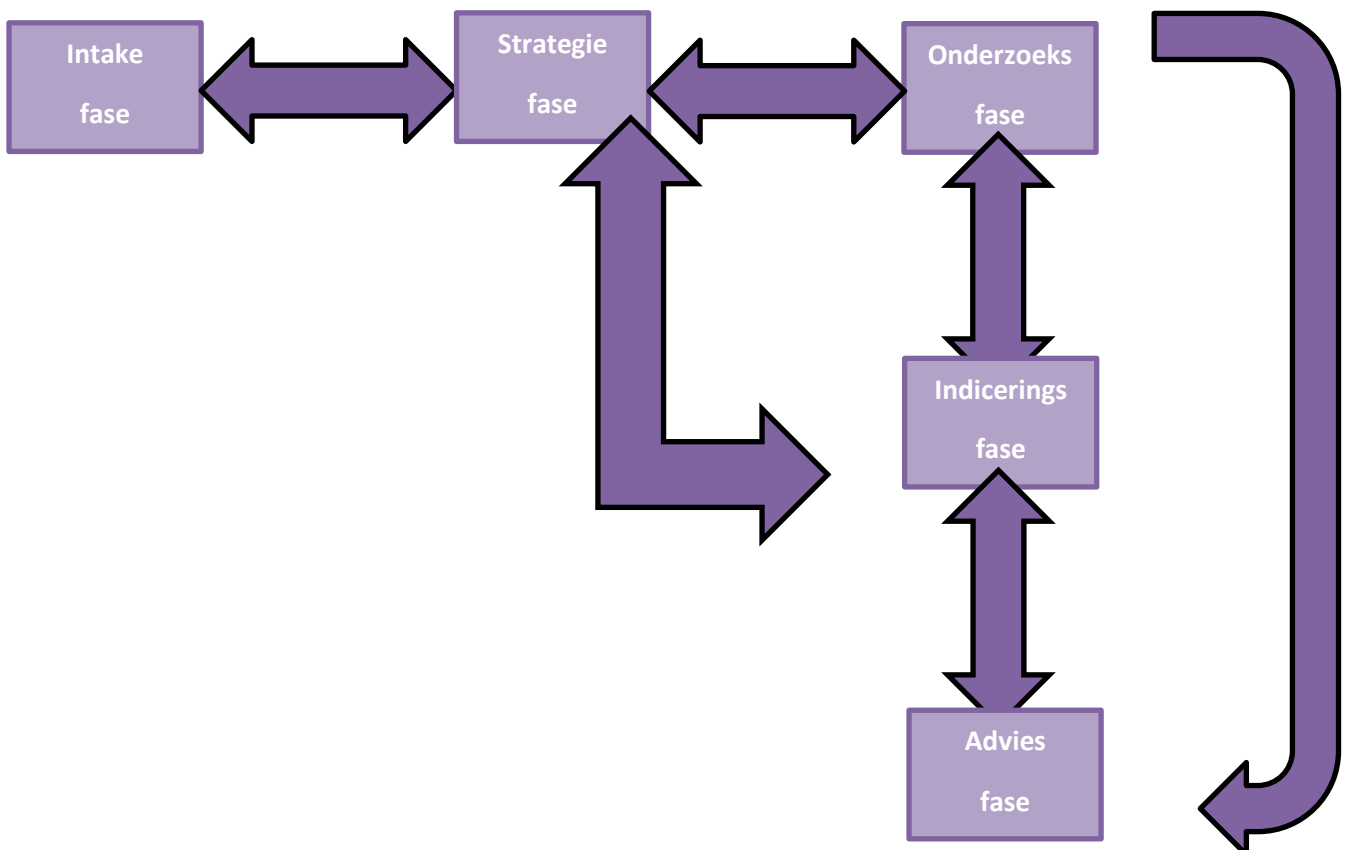 Intake
fase
Strategie
fase
Onderzoeks
fase
Indicerings
fase
Advies
fase